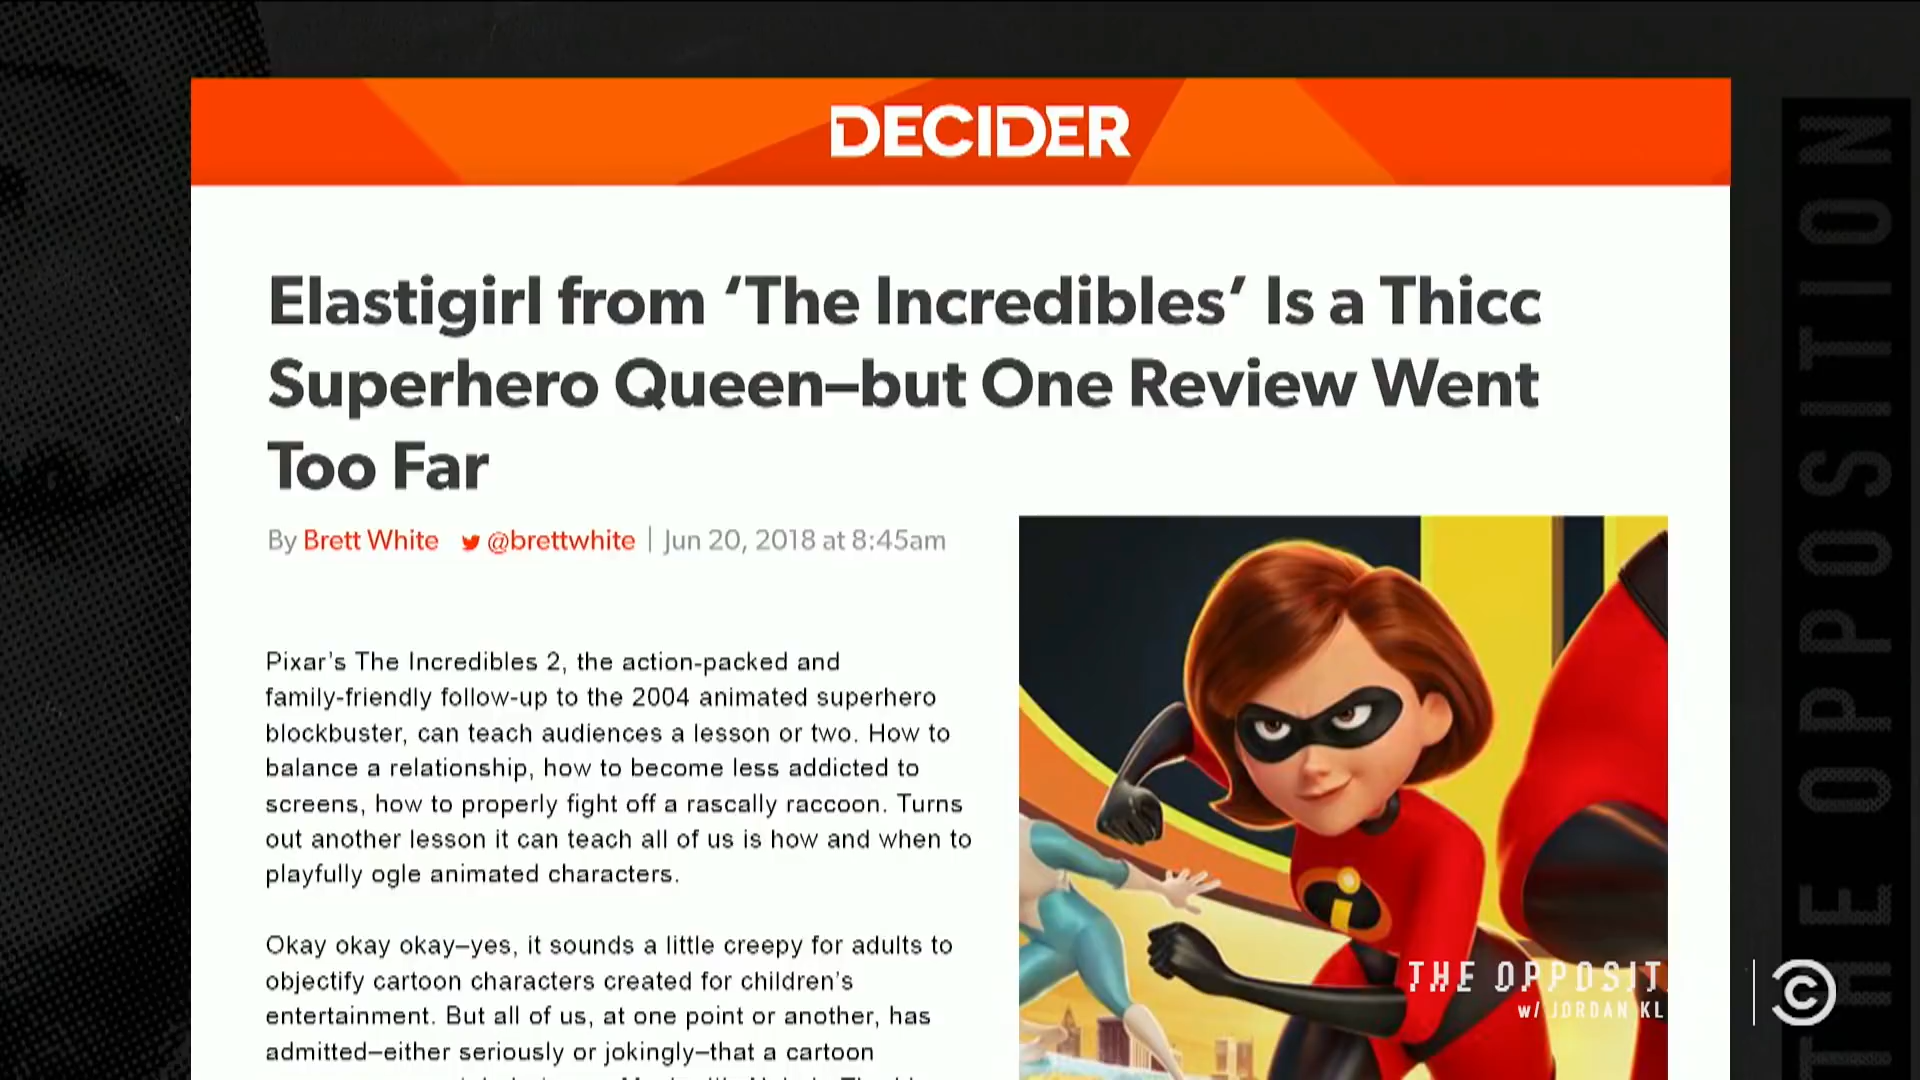 DECIDER
Elastigirl from ‘The Incredibles’ Is a Thicc
Superhero Queen–but One Review Went
Too Far
By Brett White @brettwhite | Jun 20, 2018 at 8:45am
Pixar’s The Incredibles 2, the action-packed and
family-friendly follow-up to the 2004 animated superhero
blockbuster, can teach audiences a lesson or two. How to
balance a relationship, how to become less addicted to
screens, how to properly fight off a rascally raccoon. Turns
out another lesson it can teach all of us is how and when to
playfully ogle animated characters.
Okay okay okay–yes, it sounds a little creepy for adults to
objectify cartoon characters created for children’s
entertainment. But all of us, at one point or another, has
admitted–either seriously or jokingly–that a cartoon
THE OPPOSIT
w/ JORDAN KL
THE OPPOSITION